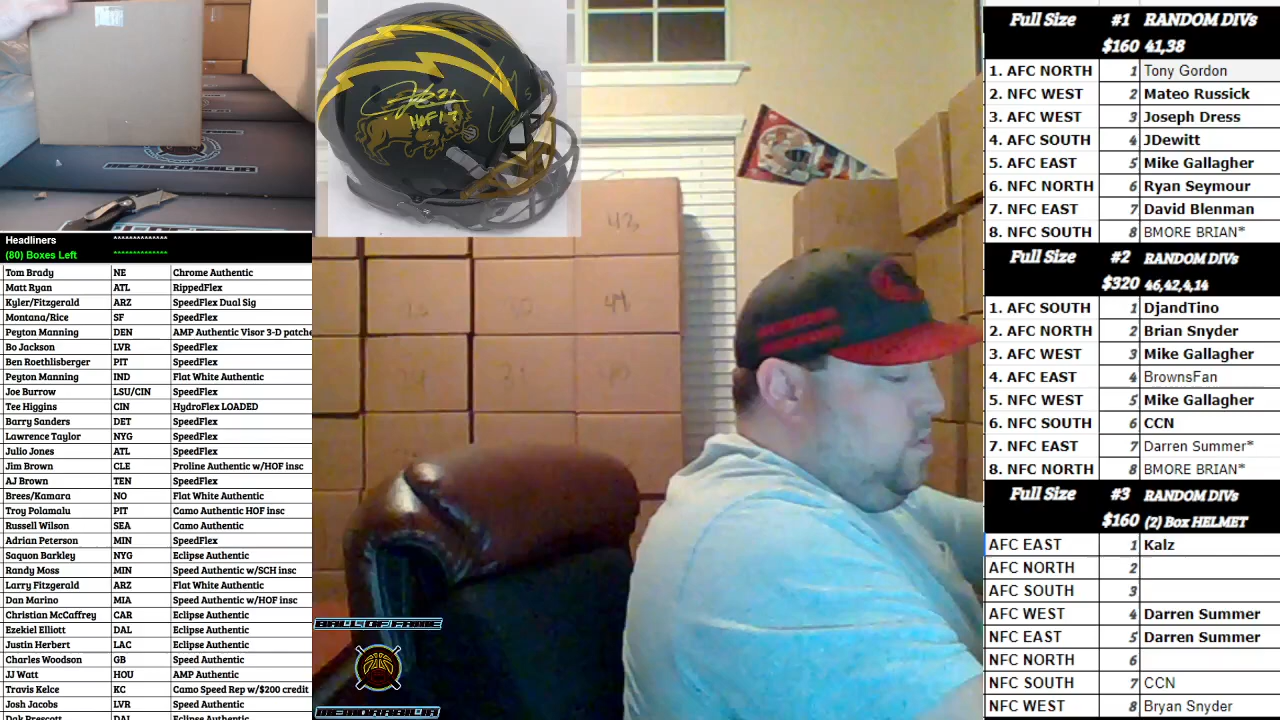 Headliners **************
(80) Boxes Left **************
Tom Brady NE Chrome Authentic
Matt Ryan ATL RippedFlex
Kyler/Fitzgerald ARZ SpeedFlex Dual Sig
Montana/Rice SF SpeedFlex
Peyton Manning DEN AMP Authentic Visor 3-D patche
Bo Jackson LVR SpeedFlex
Ben Roethlisberger PIT SpeedFlex
Peyton Manning IND Flat White Authentic
Joe Burrow LSU/CIN SpeedFlex
Tee Higgins CIN HydroFlex LOADED
Barry Sanders DET SpeedFlex
Lawrence Taylor NYG SpeedFlex
Julio Jones ATL SpeedFlex
Jim Brown CLE Proline Authentic w/HOF insc
AJ Brown TEN SpeedFlex
Brees/Kamara NO Flat White Authentic
Troy Polamalu PIT Camo Authentic HOF insc
Russell Wilson SEA Camo Authentic
Adrian Peterson MIN SpeedFlex
Saquon Barkley NYG Eclipse Authentic
Randy Moss MIN Speed Authentic w/SCH insc
Larry Fitzgerald ARZ Flat White Authentic
Dan Marino MIA Speed Authentic w/HOF insc
Christian McCaffrey CAR Eclipse Authentic
Ezekiel Elliott DAL Eclipse Authentic
Justin Herbert LAC Eclipse Authentic
Charles Woodson GB Speed Authentic
JJ Watt HOU AMP Authentic
Travis Kelce KC Camo Speed Rep w/$200 credit
Josh Jacobs LVR Speed Authentic
Dak Prescott DAL Eclipse Authentic
21
HOF 17
43
44
BALL OF FAME
MEMORABILIA
Full Size #1 RANDOM DIVs
$160 41,38
1. AFC NORTH 1 Tony Gordon
2. NFC WEST 2 Mateo Russick
3. AFC WEST 3 Joseph Dress
4. AFC SOUTH 4 JDewitt
5. AFC EAST 5 Mike Gallagher
6. NFC NORTH 6 Ryan Seymour
7. NFC EAST 7 David Blenman
8. NFC SOUTH 8 BMORE BRIAN*
Full Size #2 RANDOM DIVs
$320 46,42,4,14
1. AFC SOUTH 1 DjandTino
2. AFC NORTH 2 Brian Snyder
3. AFC WEST 3 Mike Gallagher
4. AFC EAST 4 BrownsFan
5. NFC WEST 5 Mike Gallagher
6. NFC SOUTH 6 CCN
7. NFC EAST 7 Darren Summer*
8. NFC NORTH 8 BMORE BRIAN*
Full Size #3 RANDOM DIVs
$160 (2) Box HELMET
AFC EAST 1 Kalz
AFC NORTH 2
AFC SOUTH 3
AFC WEST 4 Darren Summer
NFC EAST 5 Darren Summer
NFC NORTH 6
NFC SOUTH 7 CCN
NFC WEST 8 Bryan Snyder